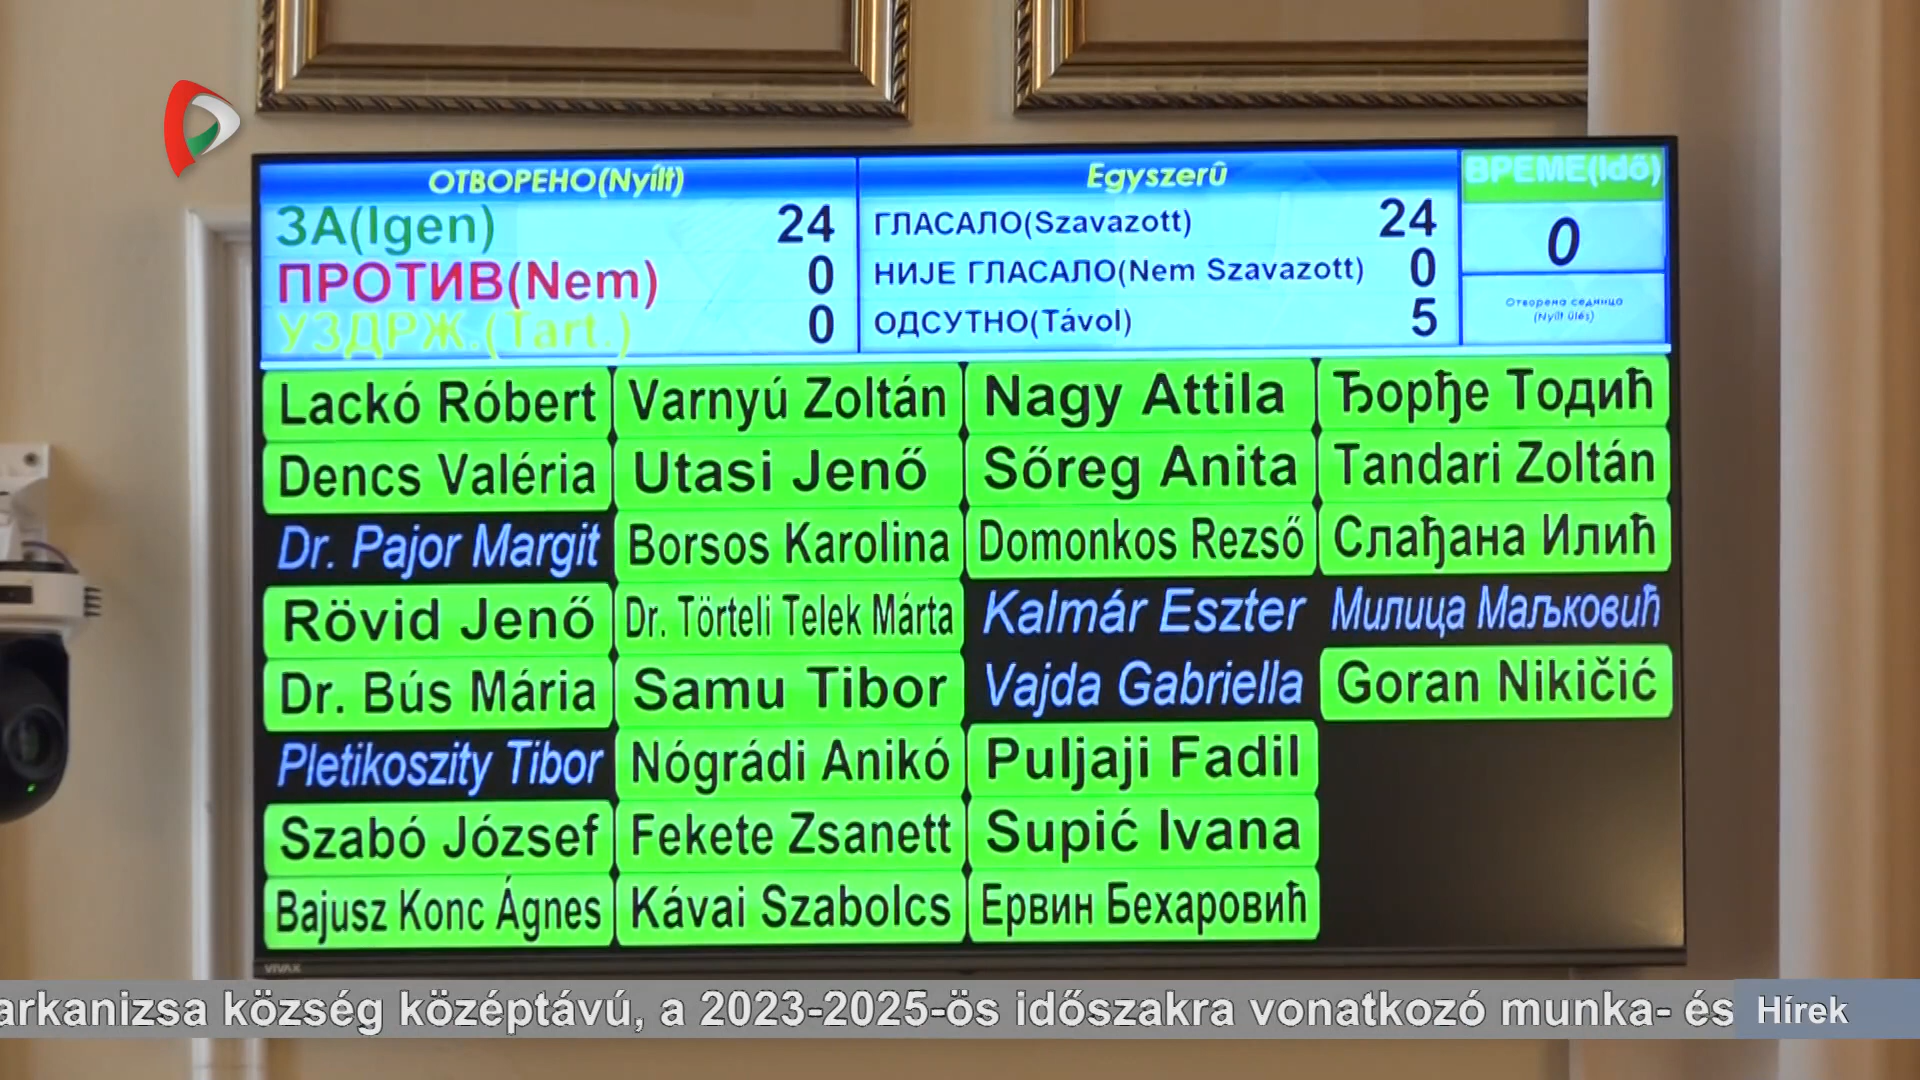 ОТВОРЕНО(Nyílt)
ЗА(Igen) 24
ПРОТИВ(Nem) 0
УЗДРЖ.(Tart.) 0
Egyszerû
ГЛАСАЛО(Szavazott) 24
НИЈЕ ГЛАСАЛО(Nem Szavazott) 0
ОДСУТНО(Távol) 5
ВРЕМЕ(Idő)
0
Отворена седница
(Nyílt ülés)
Lackó Róbert
Dencs Valéria
Dr. Pajor Margit
Rövid Jenő
Dr. Bús Mária
Pletikoszity Tibor
Szabó József
Bajusz Konc Ágnes
Varnyú Zoltán
Utasi Jenő
Borsos Karolina
Dr. Törteli Telek Márta
Samu Tibor
Nógrádi Anikó
Fekete Zsanett
Kávai Szabolcs
Nagy Attila
Sőreg Anita
Domonkos Rezső
Kalmár Eszter
Vajda Gabriella
Puljaji Fadil
Supić Ivana
Ервин Бехаровић
Ђорђе Тодић
Tandari Zoltán
Слађана Илић
Милица Маљковић
Goran Nikičić
VIVAX
arkanizsa község középtávú, a 2023-2025-ös időszakra vonatkozó munka- és
Hírek